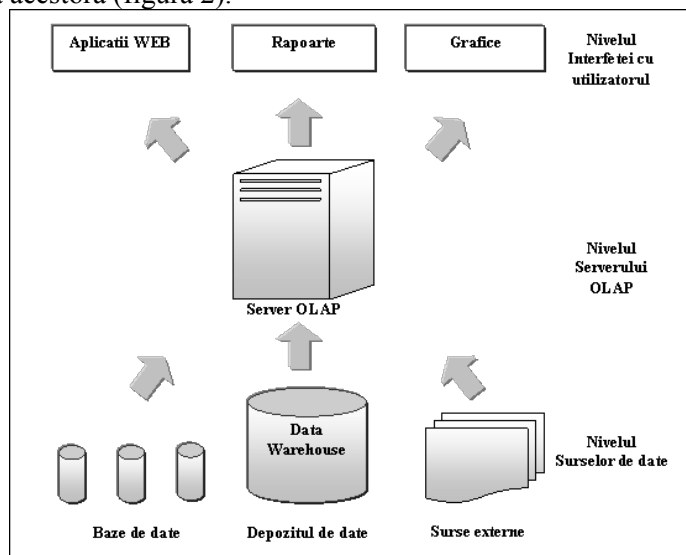 acestora (figura 2).
Aplicatii WEB
Rapoarte
Grafice
Nivelul
Interfetei cu
utilizatorul
Nivelul
Serverului
OLAP
Server OLAP
Data
Warehouse
Nivelul
Surselor de date
Baze de date
Depozitul de date
Surse externe